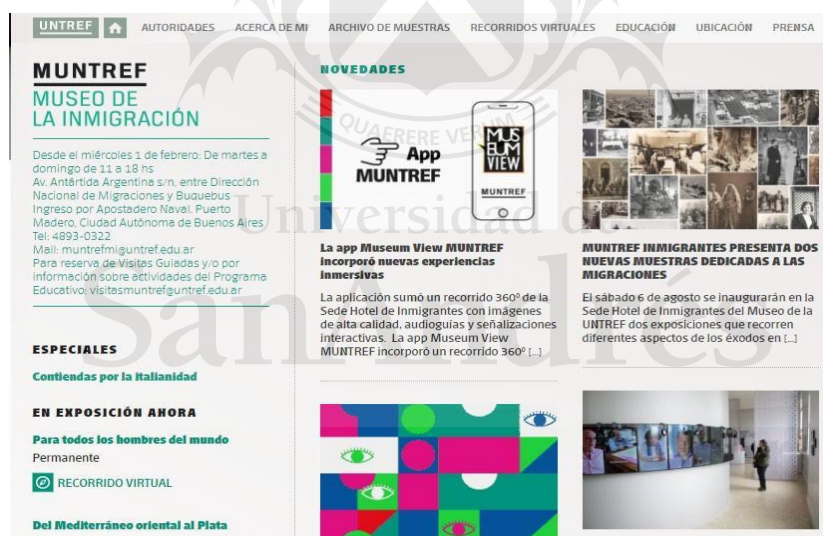 UNTREF AUTORIDADES ACERCA DE MI ARCHIVO DE MUESTRAS RECORRIDOS VIRTUALES EDUCACIÓN UBICACIÓN PRENSA
MUNTREF
MUSEO DE
LA INMIGRACIÓN
Desde el miércoles 1 de febrero: De martes a
domingo de 11 a 18 hs
Av. Antártida Argentina s/n, entre Dirección
Nacional de Migraciones y Buquebus
Ingreso por Apostadero Naval. Puerto
Madero, Ciudad Autónoma de Buenos Aires
Tel: 4893-0322
Mail: muntrefmi@untref.edu.ar
Para reserva de Visitas Guiadas y/o por
información sobre actividades del Programa
Educativo: visitasmuntref@untref.edu.ar
ESPECIALES
Contiendas por la italianidad
EN EXPOSICIÓN AHORA
Para todos los hombres del mundo
Permanente
RECORRIDO VIRTUAL
Del Mediterráneo oriental al Plata
NOVEDADES
App
MUNTREF
MUS
EUM
VIEW
MUNTREF
La app Museum View MUNTREF
incorporó nuevas experiencias
inmersivas
La aplicación sumó un recorrido 360º de la
Sede Hotel de Inmigrantes con imágenes
de alta calidad, audioguías y señalizaciones
interactivas. La app Museum View
MUNTREF incorporó un recorrido 360º [...]
MUNTREF INMIGRANTES PRESENTA DOS
NUEVAS MUESTRAS DEDICADAS A LAS
MIGRACIONES
El sábado 6 de agosto se inaugurarán en la
Sede Hotel de Inmigrantes del Museo de la
UNTREF dos exposiciones que recorren
diferentes aspectos de los éxodos en [...]
QUAERERE VERUM
Universidad de
SanAndrés